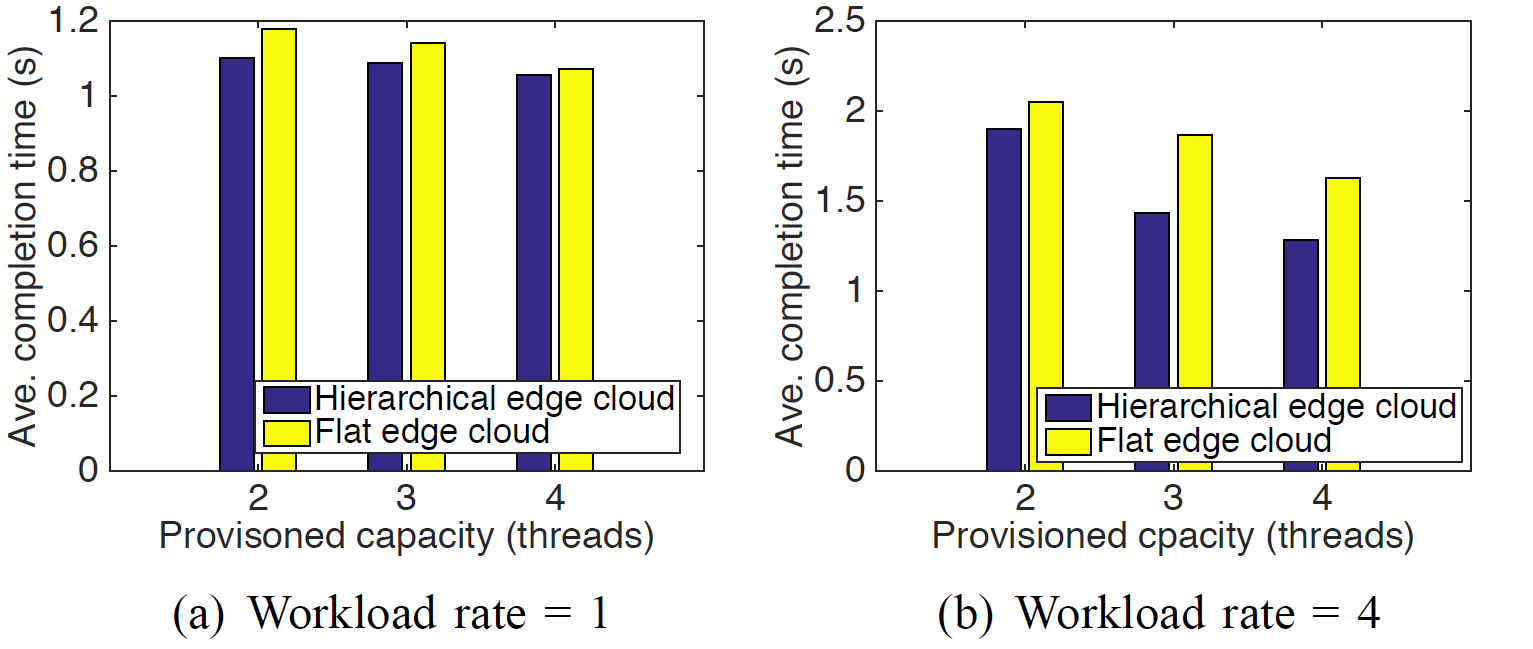 Ave. completion time (s)
1.2
1
0.8
0.6
0.4
0.2
0
Hierarchical edge cloud
Flat edge cloud
2 3 4
Provisoned capacity (threads)
(a) Workload rate = 1
Ave. completion time (s)
2.5
2
1.5
1
0.5
0
Hierarchical edge cloud
Flat edge cloud
2 3 4
Provisioned cpacity (threads)
(b) Workload rate = 4